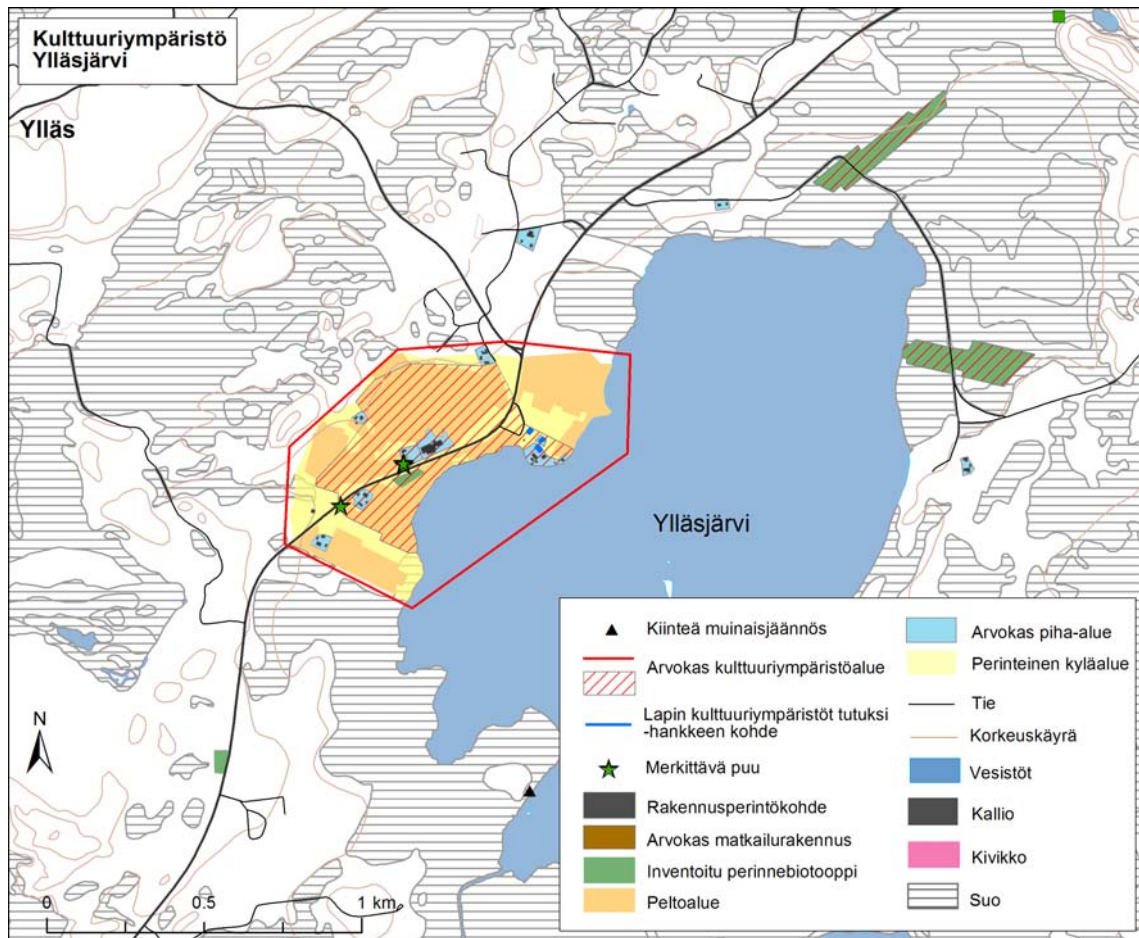 Kulttuuriympäristö
Ylläsjärvi
Ylläs
Ylläsjärvi
N
0 0.5 1 km
Kiinteä muinaisjäännös
Arvokas kulttuuriympäristöalue
Lapin kulttuuriympäristöt tutuksi
-hankkeen kohde
Merkittävä puu
Rakennusperintökohde
Arvokas matkailurakennus
Inventoitu perinnebiotooppi
Peltoalue
Arvokas piha-alue
Perinteinen kyläalue
Tie
Korkeuskäyrä
Vesistöt
Kallio
Kivikko
Suo